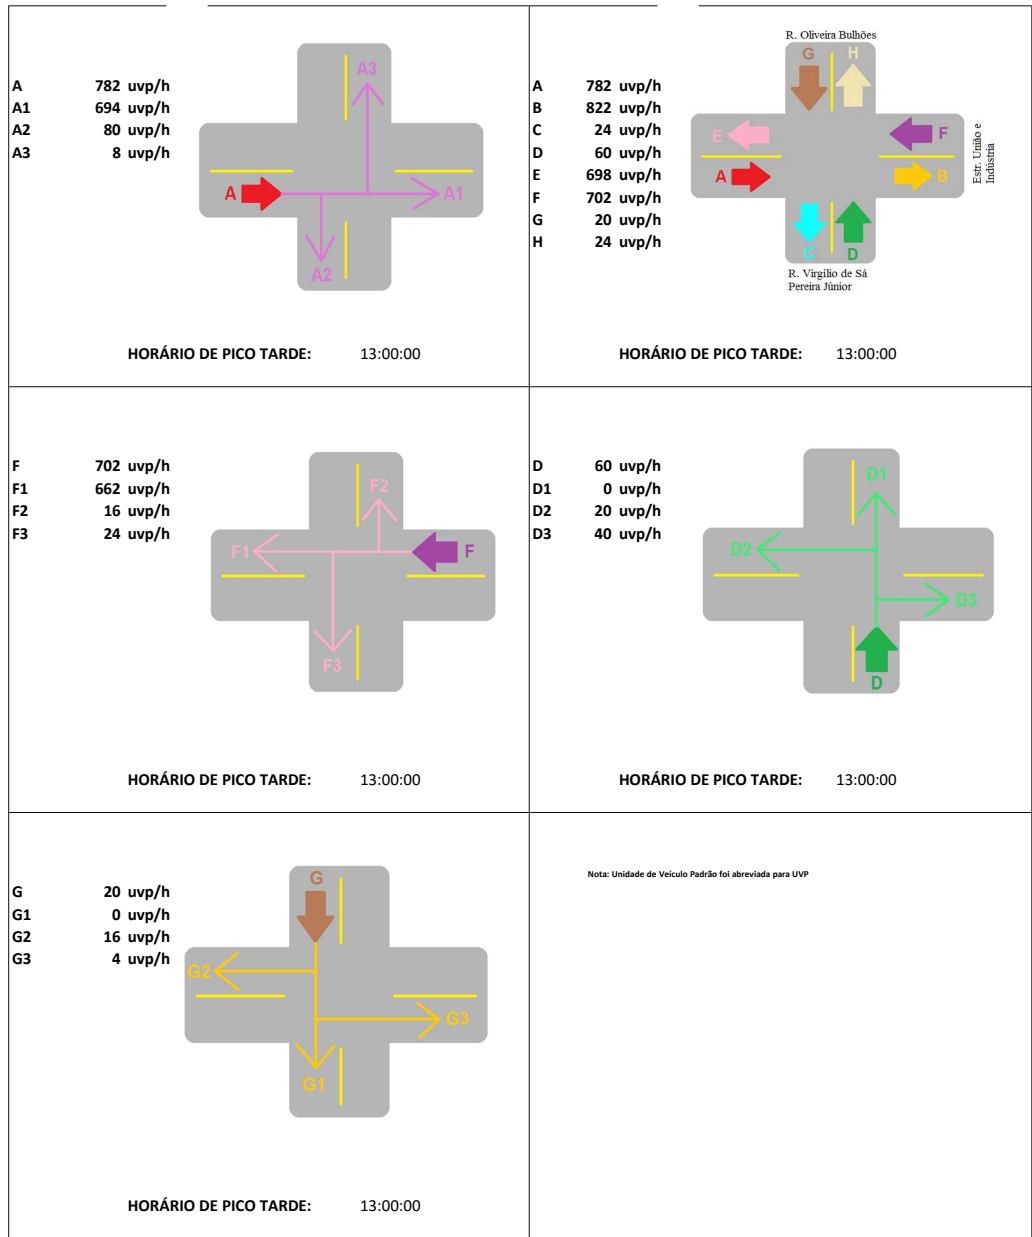 A 782 uvp/h
A1 694 uvp/h
A2 80 uvp/h
A3 8 uvp/h
A3
A
A1
A2
HORÁRIO DE PICO TARDE: 13:00:00
A 782 uvp/h
B 822 uvp/h
C 24 uvp/h
D 60 uvp/h
E 698 uvp/h
F 702 uvp/h
G 20 uvp/h
H 24 uvp/h
R. Oliveira Bulhões
G H
E F
A B
C D
Estr. União e
Indústria
R. Virgílio de Sá
Pereira Júnior
HORÁRIO DE PICO TARDE: 13:00:00
F 702 uvp/h
F1 662 uvp/h
F2 16 uvp/h
F3 24 uvp/h
F2
F1 F
F3
HORÁRIO DE PICO TARDE: 13:00:00
D 60 uvp/h
D1 0 uvp/h
D2 20 uvp/h
D3 40 uvp/h
D1
D2
D3
D
HORÁRIO DE PICO TARDE: 13:00:00
G 20 uvp/h
G1 0 uvp/h
G2 16 uvp/h
G3 4 uvp/h
G
G2
G3
G1
HORÁRIO DE PICO TARDE: 13:00:00
Nota: Unidade de Veículo Padrão foi abreviada para UVP